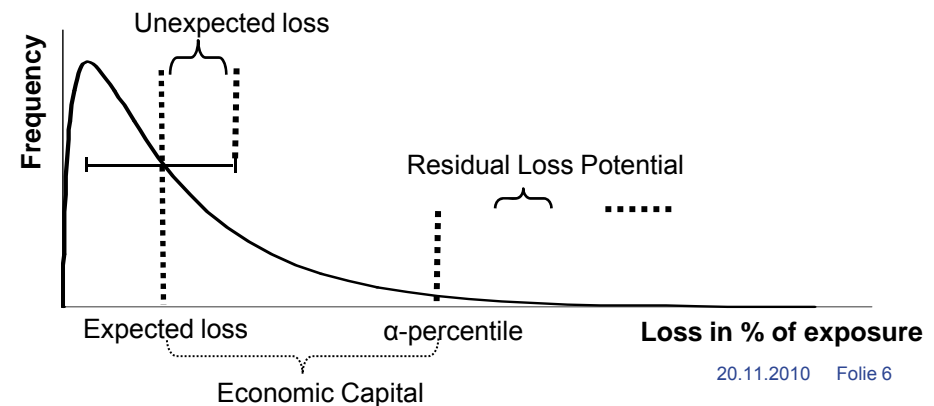 Unexpected loss
Frequency
Residual Loss Potential
Expected loss
α-percentile
Loss in % of exposure
Economic Capital
20.11.2010 Folie 6